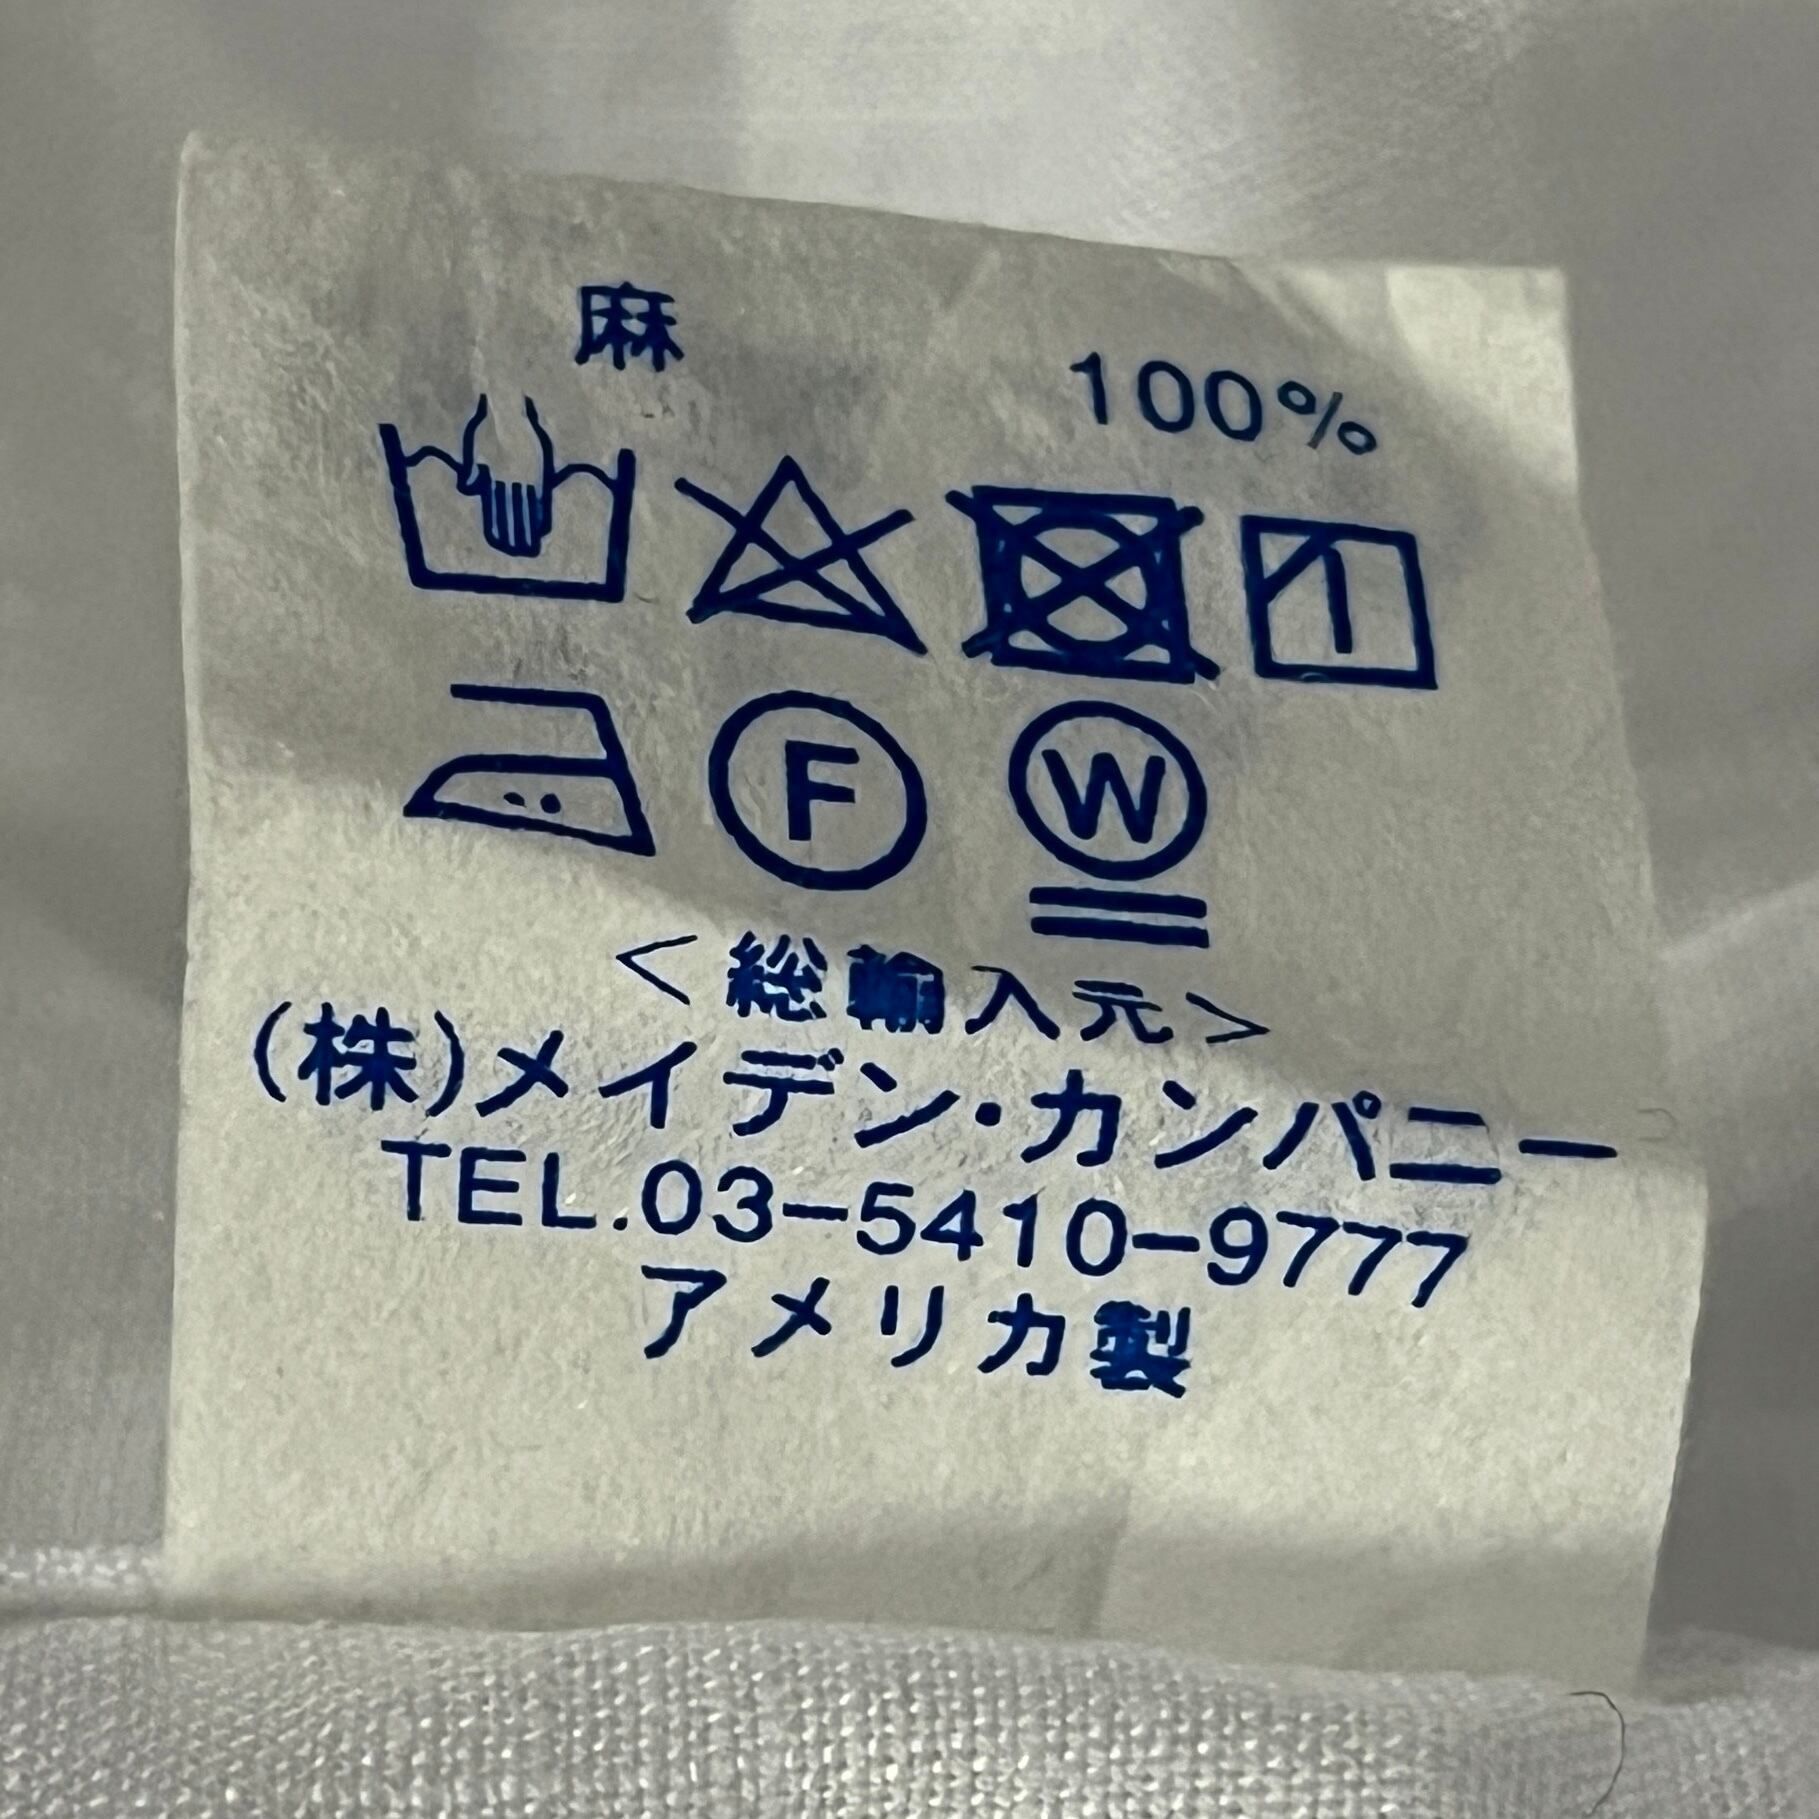 麻 100%
F W
<総輸入元>
(株)メイデン・カンパニー
TEL.03-5410-9777
アメリカ製